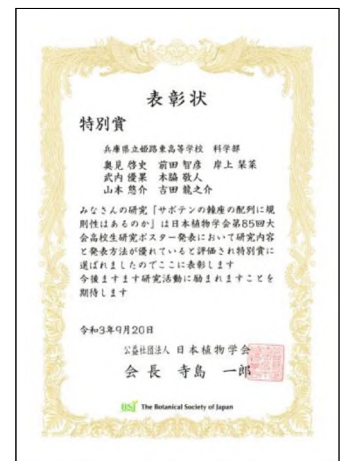 表彰状
特別賞
兵庫県立姫路東高等学校 科学部
奥見 啓史 前田 智彦 岸上 栞菜
武内 優果 本脇 敬人
山本 悠介 吉田 龍之介
みなさんの研究「サボテンの棘座の配列に規
則性はあるのか」は日本植物学会第85回大
会高校生研究ポスター発表において研究内容
と発表方法が優れていると評価され特別賞に
選ばれましたのでここに表彰します
今後ますます研究活動に励まれますことを
期待します
令和3年9月20日
公益社団法人 日本植物学会
会長 寺島 一郎
BSJ The Botanical Society of Japan